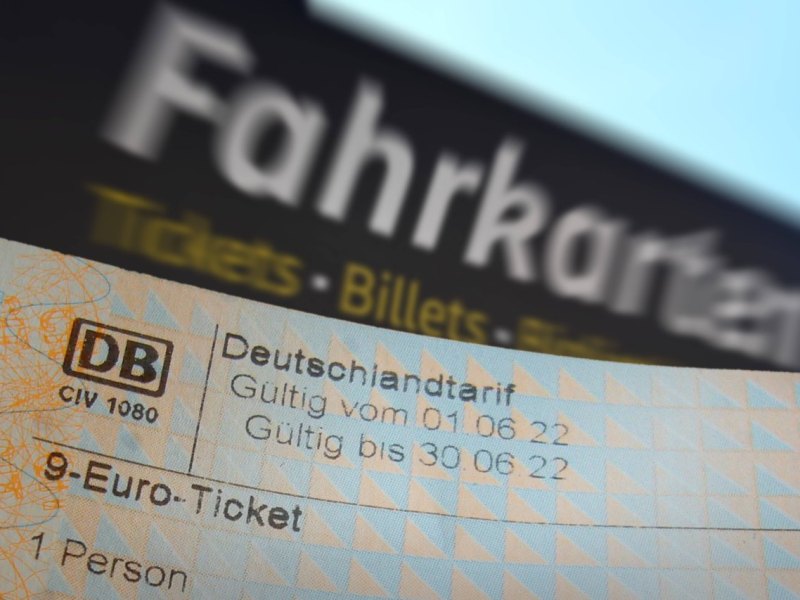 Fahrkarten
Tickets · Billets ·
DB
CIV 1080
Deutschlandtarif
Gültig vom 01 06 22
Gültig bis 30 06 22
9-Euro-Ticket
1 Person